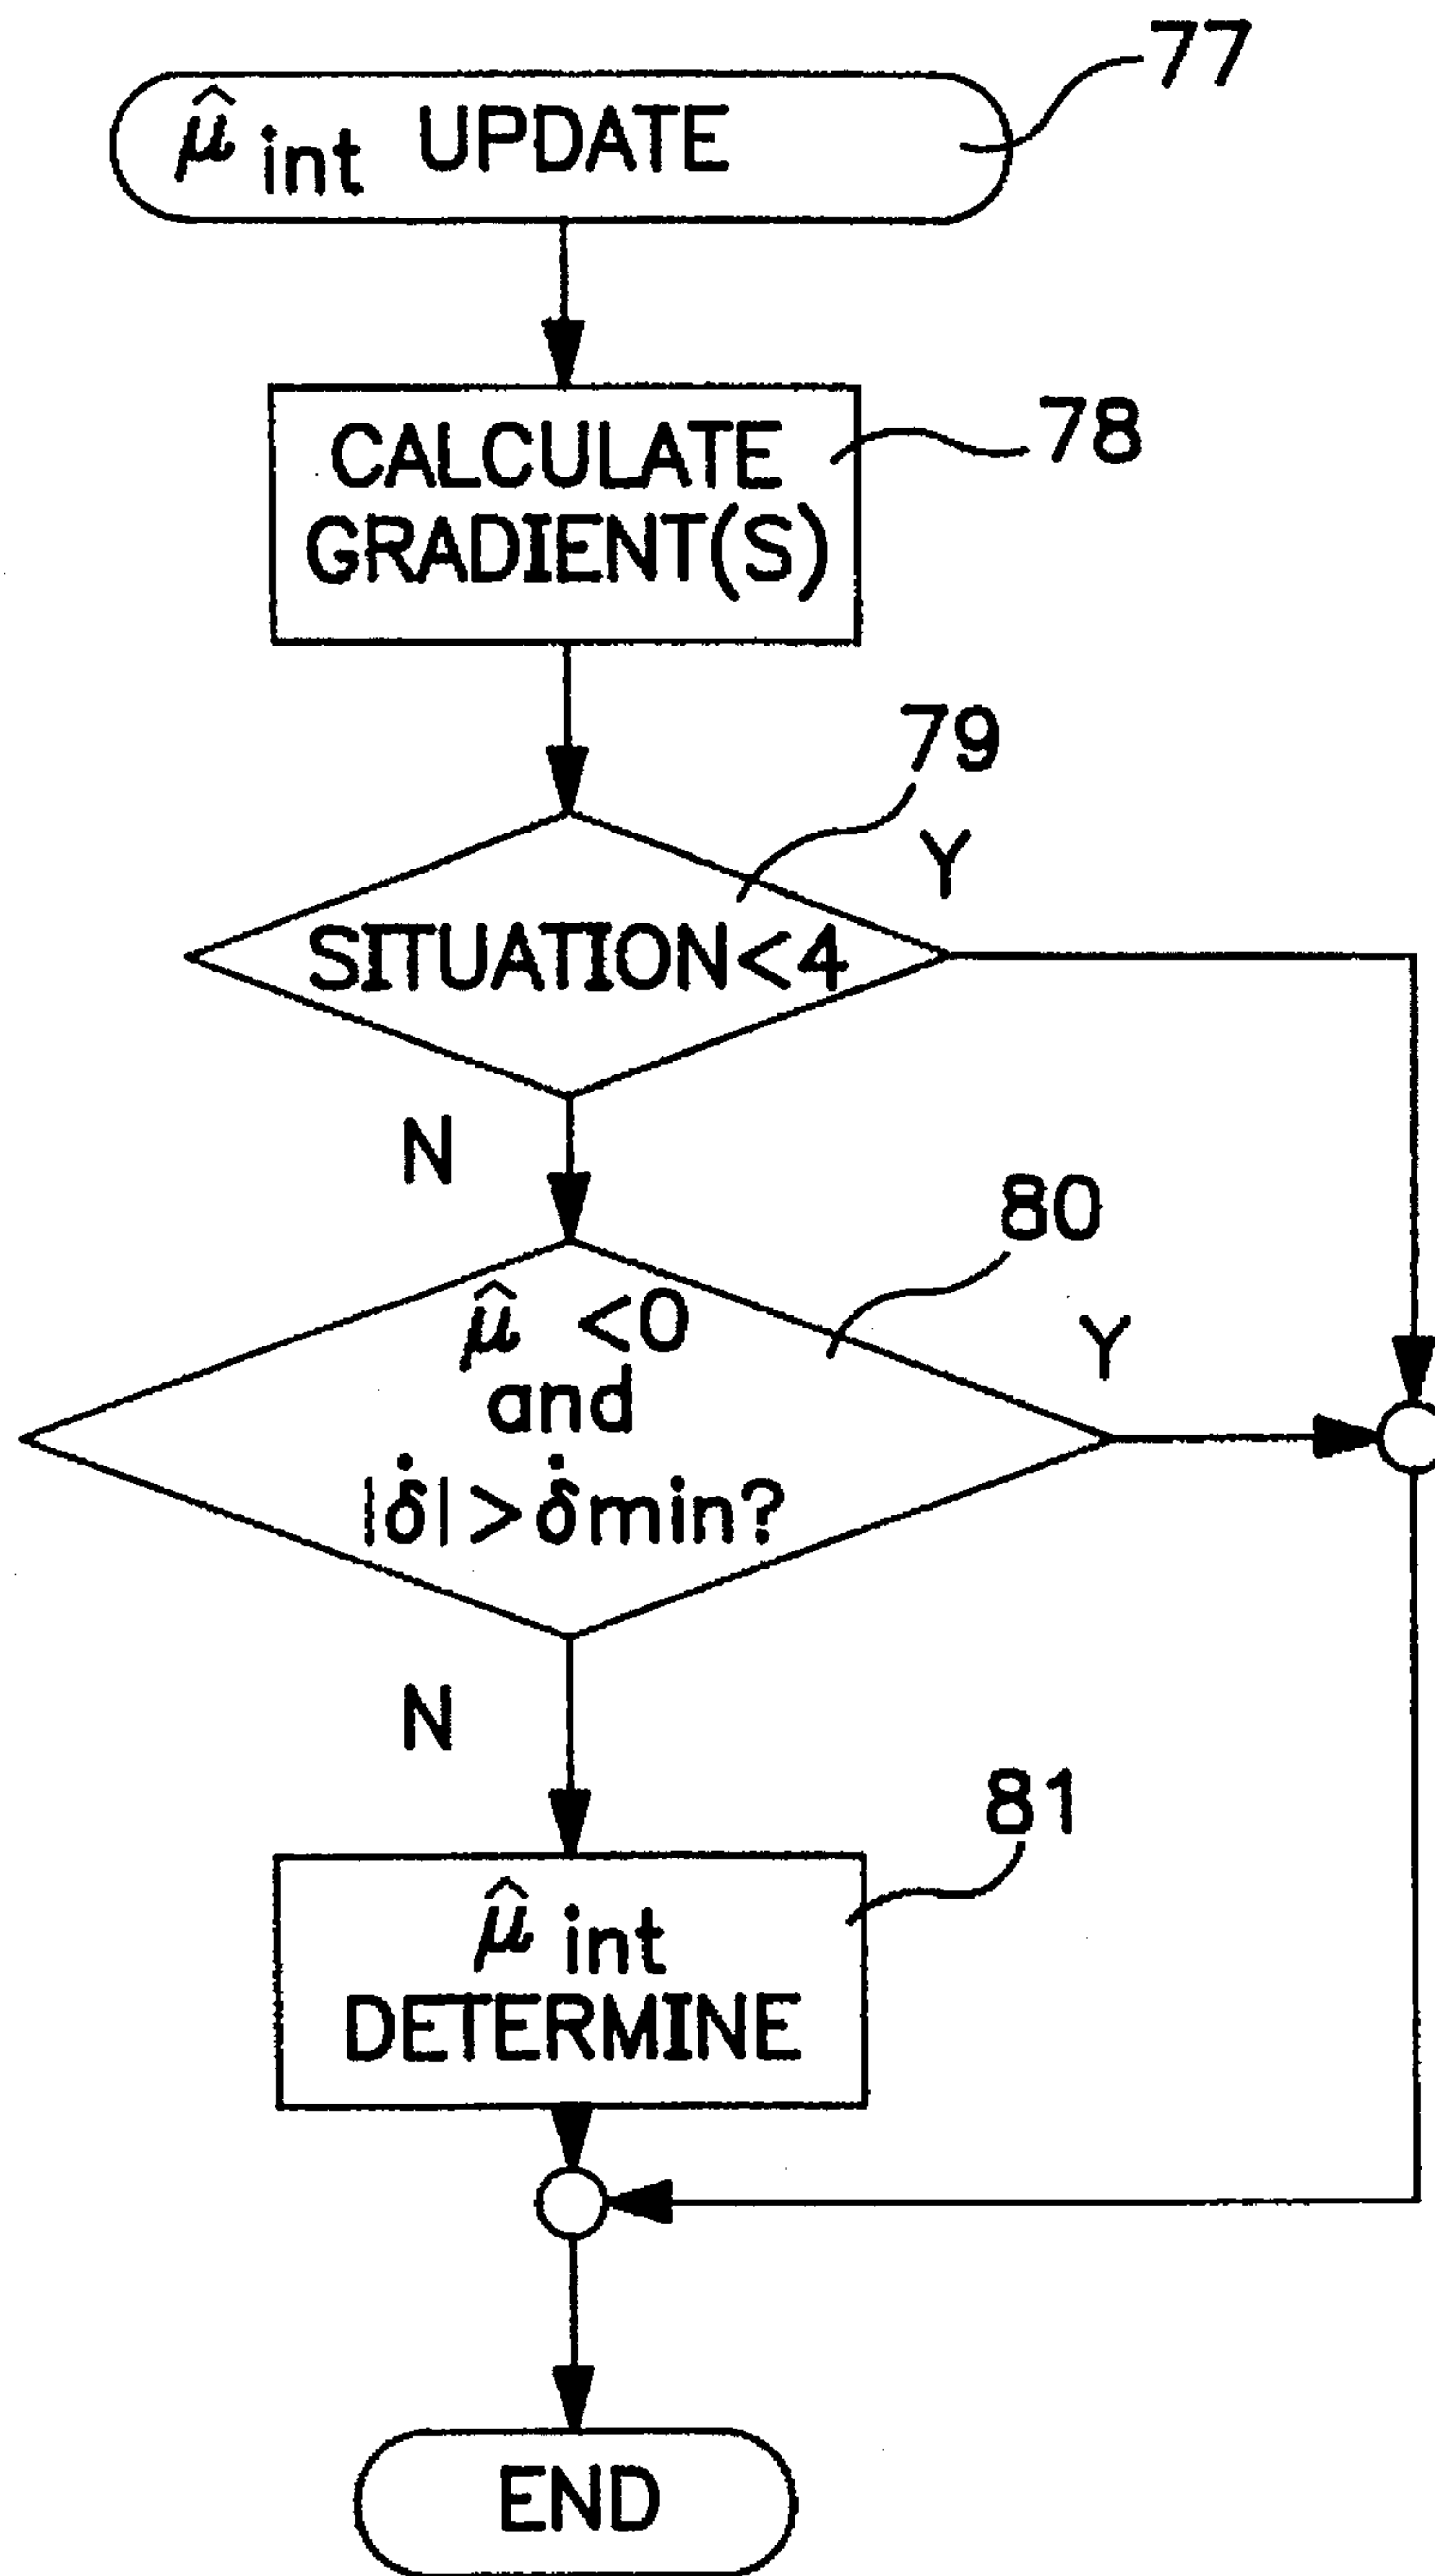 77
μ̂ int UPDATE
78
CALCULATE
GRADIENT(S)
79
Y
SITUATION<4
N
80
μ̂ <0
Y
and
|δ̇|>δ̇min?
N
81
μ̂ int
DETERMINE
END